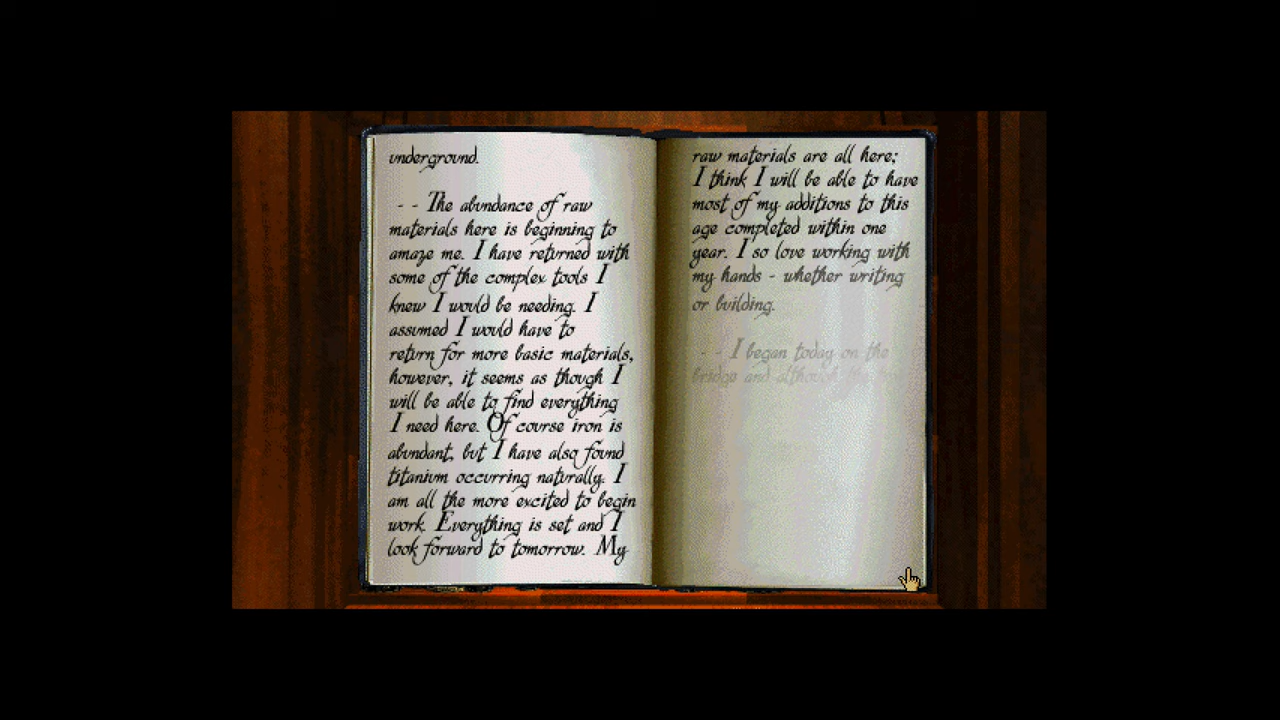 underground.
- - The abundance of raw
materials here is beginning to
amaze me. I have returned with
some of the complex tools I
knew I would be needing. I
assumed I would have to
return for more basic materials,
however, it seems as though I
will be able to find everything
I need here. Of course iron is
abundant, but I have also found
titanium occurring naturally. I
am all the more excited to begin
work. Everything is set and I
look forward to tomorrow. My
raw materials are all here;
I think I will be able to have
most of my additions to this
age completed within one
year. I so love working with
my hands - whether writing
or building.
- - I began today on the
bridge and although